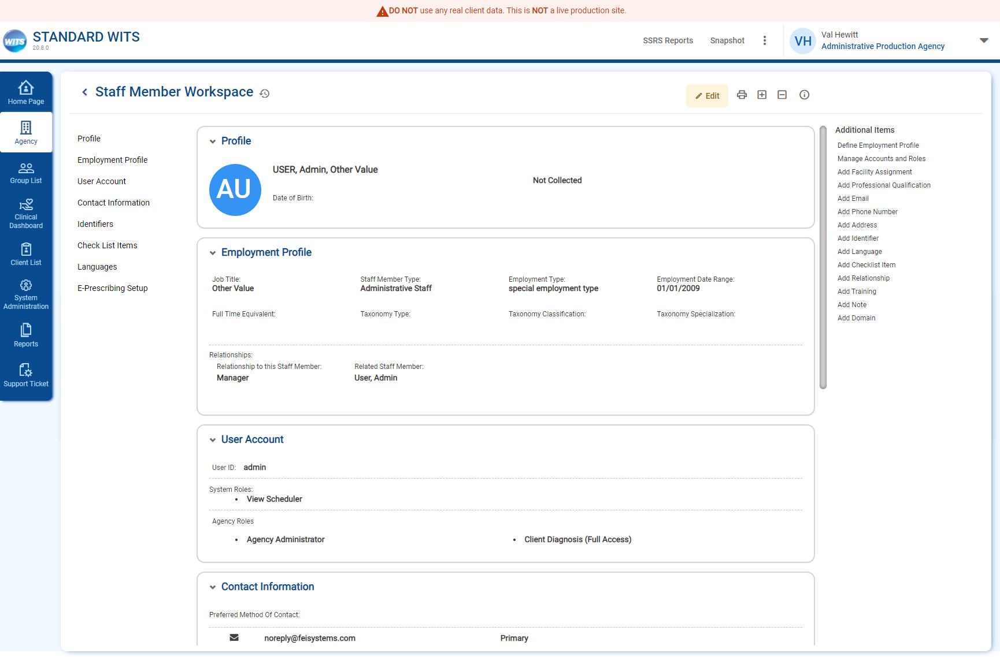 DO NOT use any real client data. This is NOT a live production site.
WITS
STANDARD WITS
20.8.0
SSRS Reports
Snapshot
VH
Val Hewitt
Administrative Production Agency
Home Page
Agency
Group List
Clinical
Dashboard
Client List
System
Administration
Reports
Support Ticket
Staff Member Workspace
Edit
Profile
Employment Profile
User Account
Contact Information
Identifiers
Check List Items
Languages
E-Prescribing Setup
Profile
AU
USER, Admin, Other Value
Not Collected
Date of Birth:
Employment Profile
Job Title:
Other Value
Staff Member Type:
Administrative Staff
Employment Type:
special employment type
Employment Date Range:
01/01/2009
Full Time Equivalent:
Taxonomy Type:
Taxonomy Classification:
Taxonomy Specialization:
Relationships:
Relationship to this Staff Member:
Manager
Related Staff Member:
User, Admin
User Account
User ID: admin
System Roles:
• View Scheduler
Agency Roles
• Agency Administrator
• Client Diagnosis (Full Access)
Contact Information
Preferred Method Of Contact:
noreply@feisystems.com
Primary
Additional Items
Define Employment Profile
Manage Accounts and Roles
Add Facility Assignment
Add Professional Qualification
Add Email
Add Phone Number
Add Address
Add Identifier
Add Language
Add Checklist Item
Add Relationship
Add Training
Add Note
Add Domain